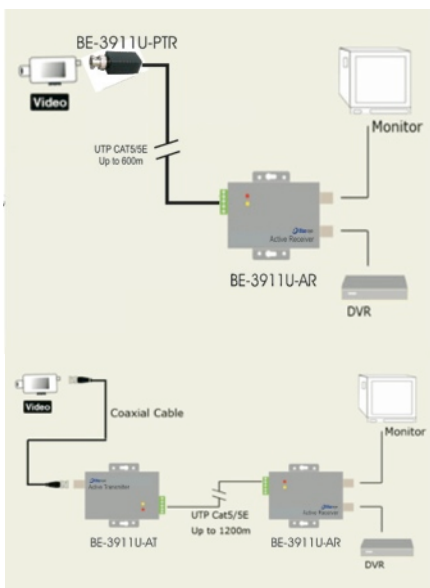 BE-3911U-PTR
Video
Monitor
UTP CAT5/5E
Up to 600m
Active Receiver
BE-3911U-AR
DVR
Video
Coaxial Cable
Monitor
Active Transmitter
UTP Cat5/5E
Up to 1200m
Active Receiver
BE-3911U-AT
BE-3911U-AR
DVR